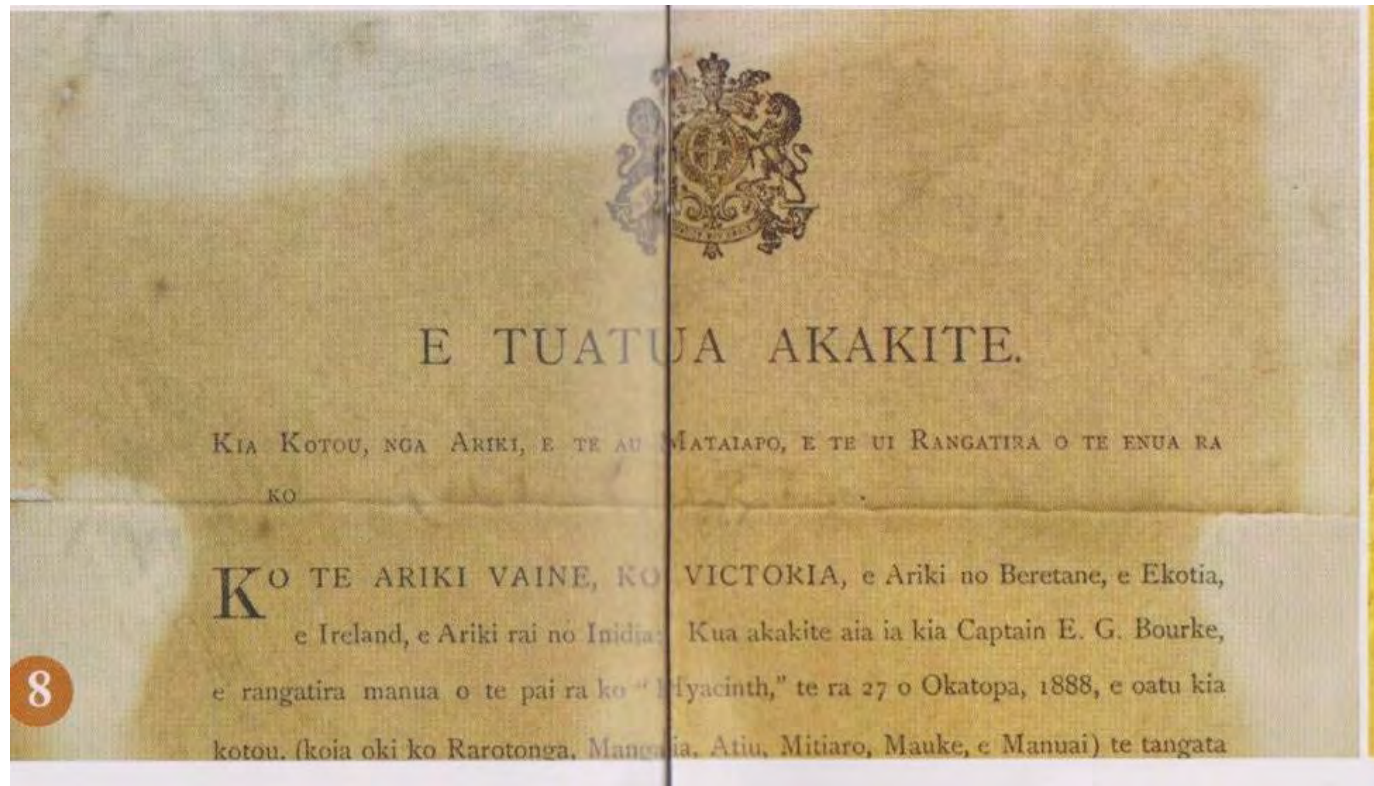 E TUATUA AKAKITE.
KIA KOTOU, NGA ARIKI, E TE AU MATAIAPO, E TE UI RANGATIRA O TE ENUA RA
KO
KO TE ARIKI VAINE, KO VICTORIA, e Ariki no Beretane, e Ekotia,
e Ireland, e Ariki rai no Inidia: Kua akakite aia ia kia Captain E. G. Bourke,
e rangatira manua o te pai ra ko "Hyacinth," te ra 27 o Okatopa, 1888, e oatu kia
8
kotou, (koia oki ko Rarotonga, Mangaia, Atiu, Mitiaro, Mauke, e Manuai) te tangata